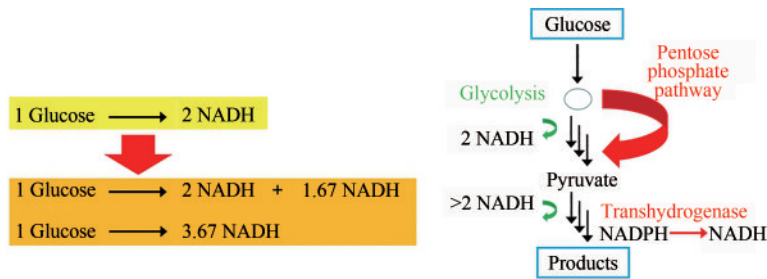 1 Glucose ⟶ 2 NADH
1 Glucose ⟶ 2 NADH + 1.67 NADH
1 Glucose ⟶ 3.67 NADH
Glucose
Pentose
phosphate
pathway
Glycolysis
2 NADH
Pyruvate
>2 NADH
Transhydrogenase
NADPH ⟶ NADH
Products